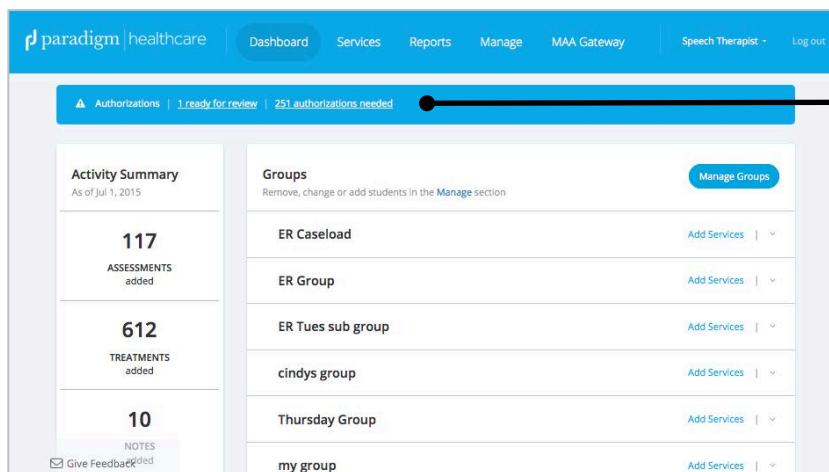 paradigm | healthcare
Dashboard Services Reports Manage MAA Gateway Speech Therapist Log out
Authorizations | 1 ready for review | 251 authorizations needed
Activity Summary
As of Jul 1, 2015
117
ASSESSMENTS
added
612
TREATMENTS
added
10
NOTES
added
Give Feedback
Groups
Remove, change or add students in the Manage section
Manage Groups
ER Caseload Add Services |
ER Group Add Services |
ER Tues sub group Add Services |
cindys group Add Services |
Thursday Group Add Services |
my group Add Services |